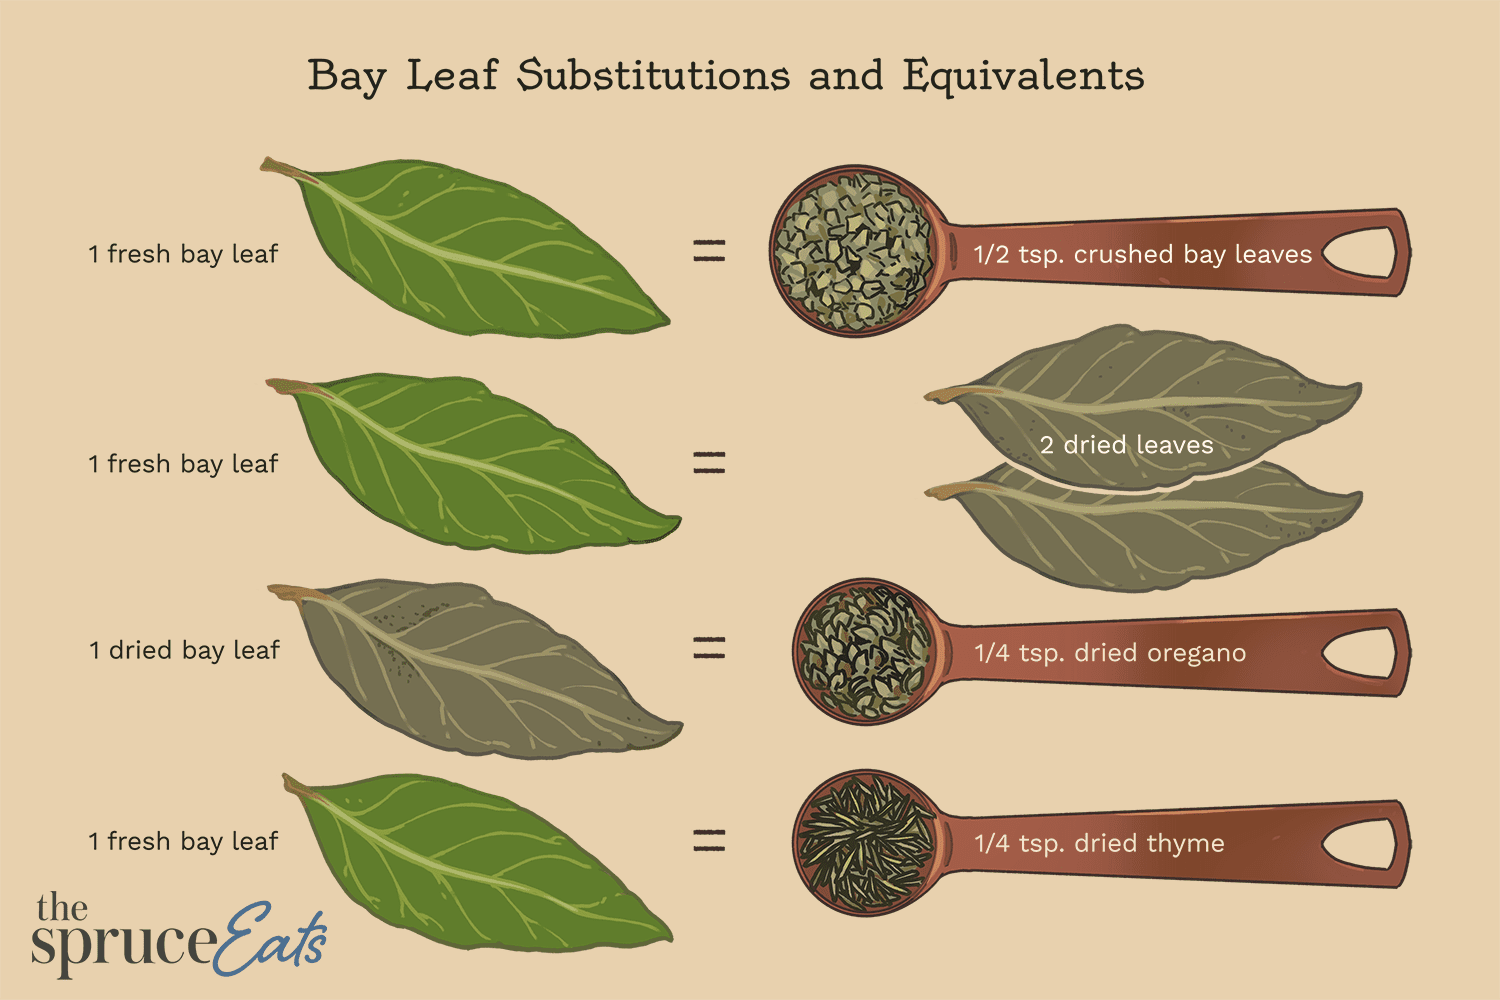 Bay Leaf Substitutions and Equivalents
1 fresh bay leaf = 1/2 tsp. crushed bay leaves
1 fresh bay leaf = 2 dried leaves
1 dried bay leaf = 1/4 tsp. dried oregano
1 fresh bay leaf = 1/4 tsp. dried thyme
the
spruceEats